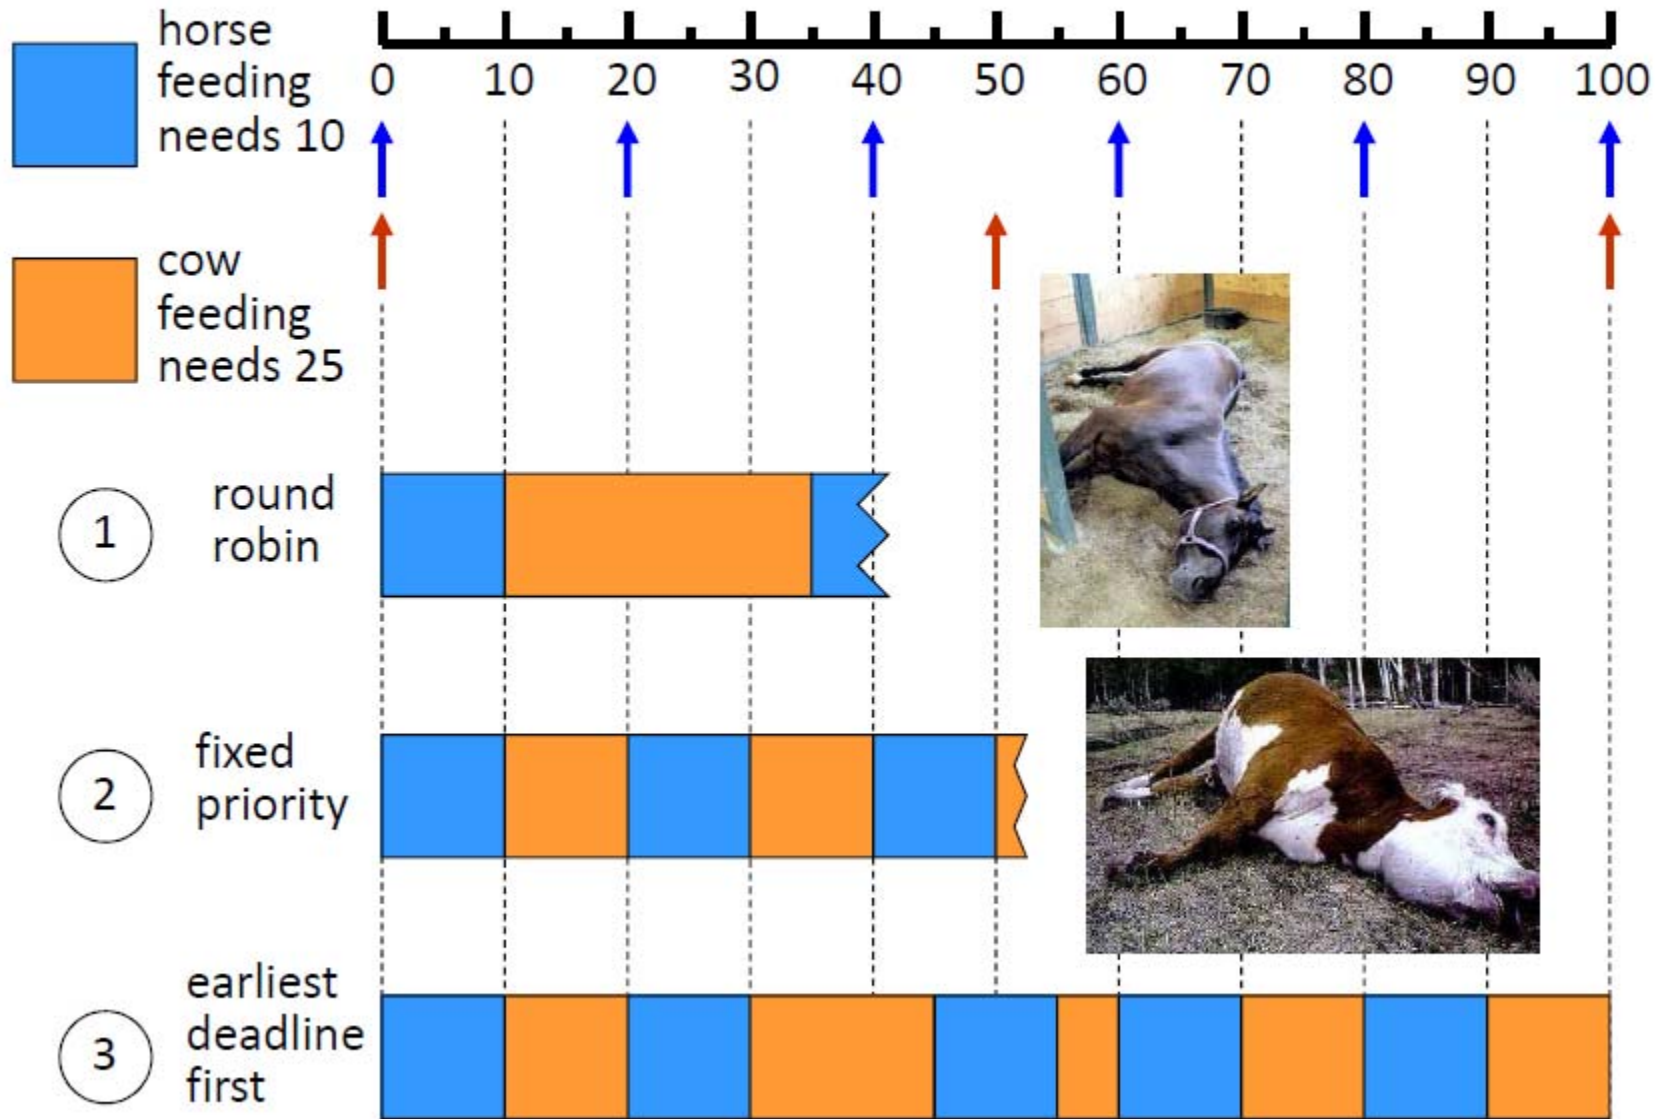 horse
feeding
needs 10
0 10 20 30 40 50 60 70 80 90 100
cow
feeding
needs 25
1
round
robin
2
fixed
priority
3
earliest
deadline
first